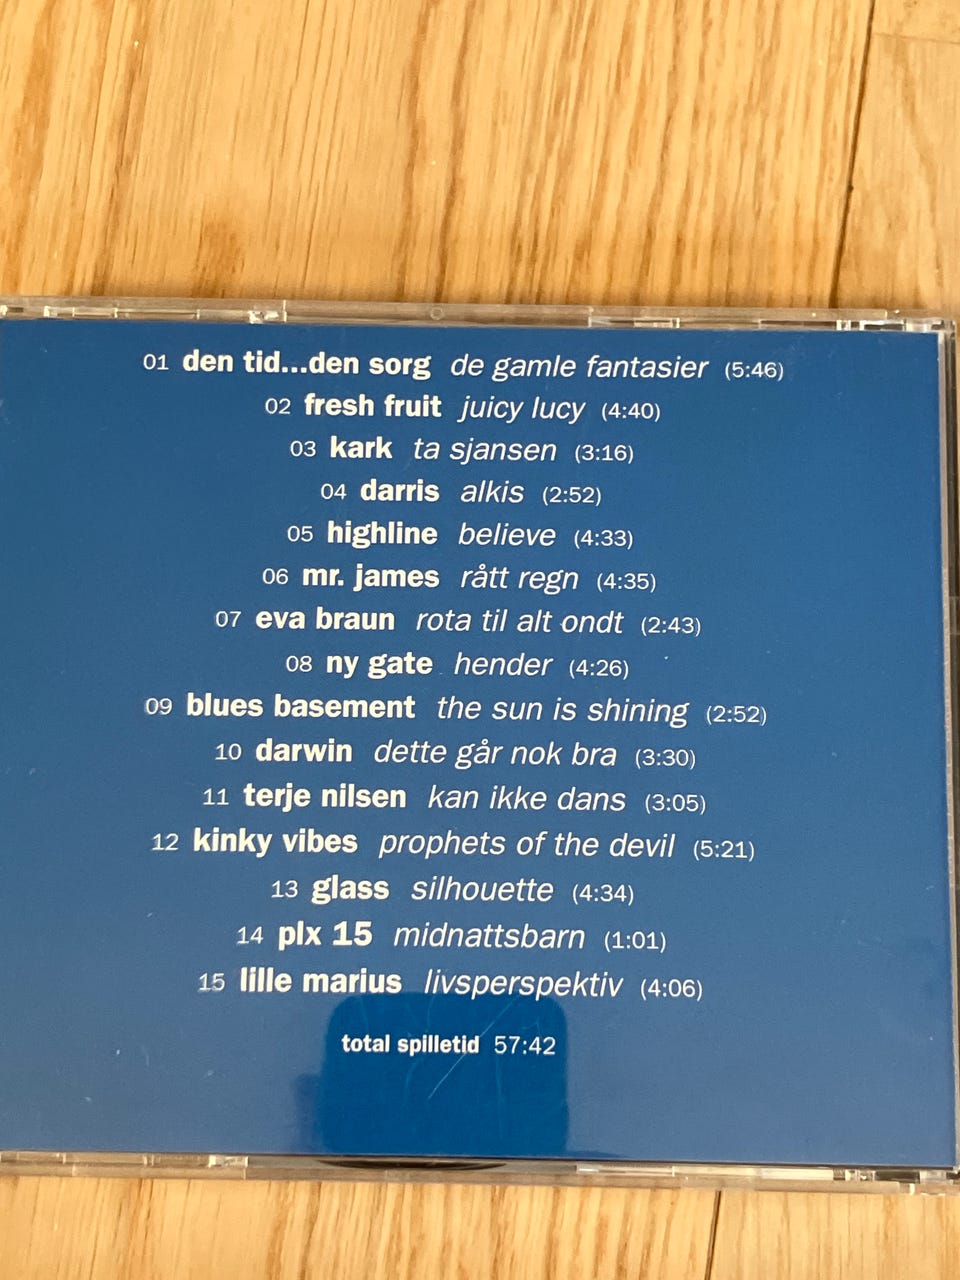 01 den tid...den sorg de gamle fantasier (5:46)
02 fresh fruit juicy lucy (4:40)
03 kark ta sjansen (3:16)
04 darris alkis (2:52)
05 highline believe (4:33)
06 mr. james rått regn (4:35)
07 eva braun rota til alt ondt (2:43)
08 ny gate hender (4:26)
09 blues basement the sun is shining (2:52)
10 darwin dette går nok bra (3:30)
11 terje nilsen kan ikke dans (3:05)
12 kinky vibes prophets of the devil (5:21)
13 glass silhouette (4:34)
14 plx 15 midnattsbarn (1:01)
15 lille marius livsperspektiv (4:06)
total spilletid 57:42